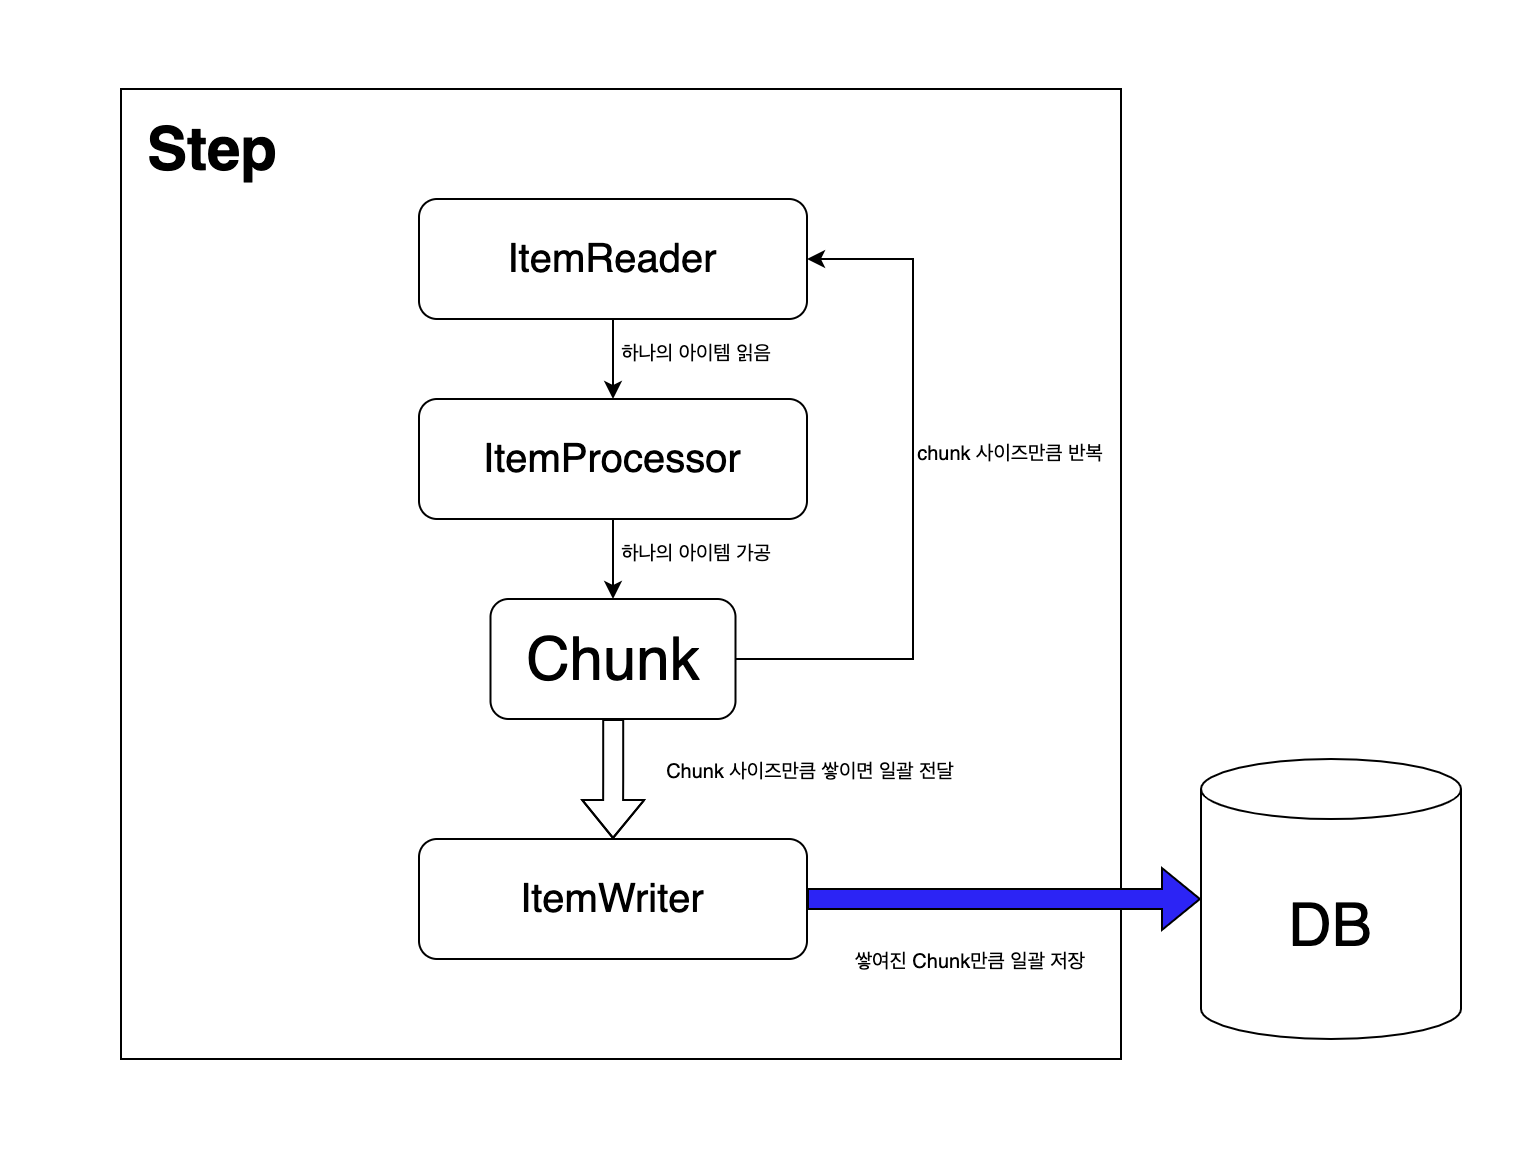 Step
ItemReader
하나의 아이템 읽음
ItemProcessor
chunk 사이즈만큼 반복
하나의 아이템 가공
Chunk
Chunk 사이즈만큼 쌓이면 일괄 전달
ItemWriter
DB
쌓여진 Chunk만큼 일괄 저장